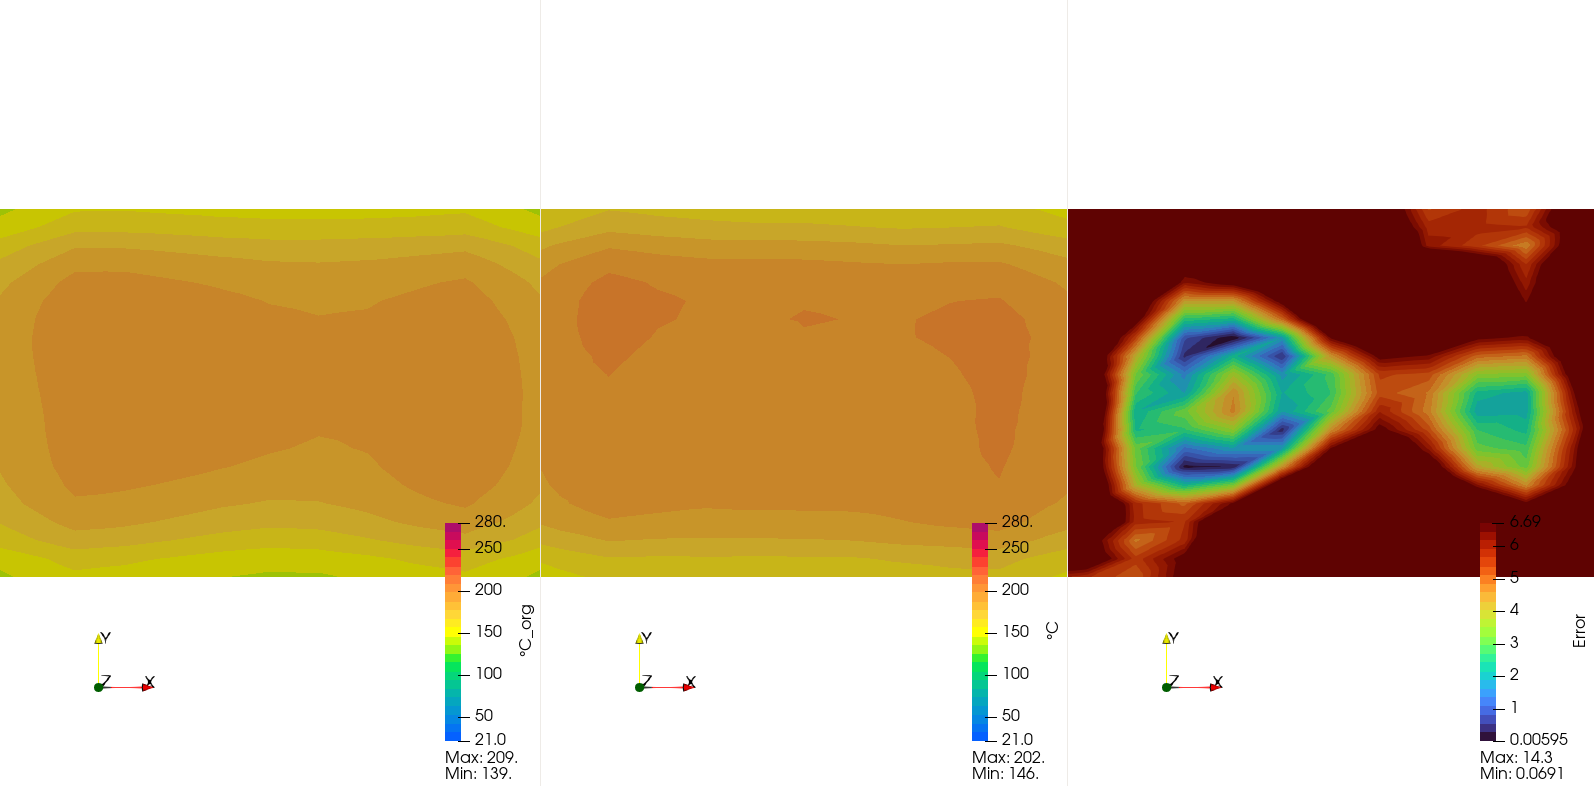 280.
250
200
150
100
50
21.0
°C_org
Max: 209.
Min: 139.
Y
Z
X
280.
250
200
150
100
50
21.0
°C
Max: 202.
Min: 146.
Y
Z
X
6.69
6
5
4
3
2
1
0.00595
Error
Max: 14.3
Min: 0.0691
Y
Z
X